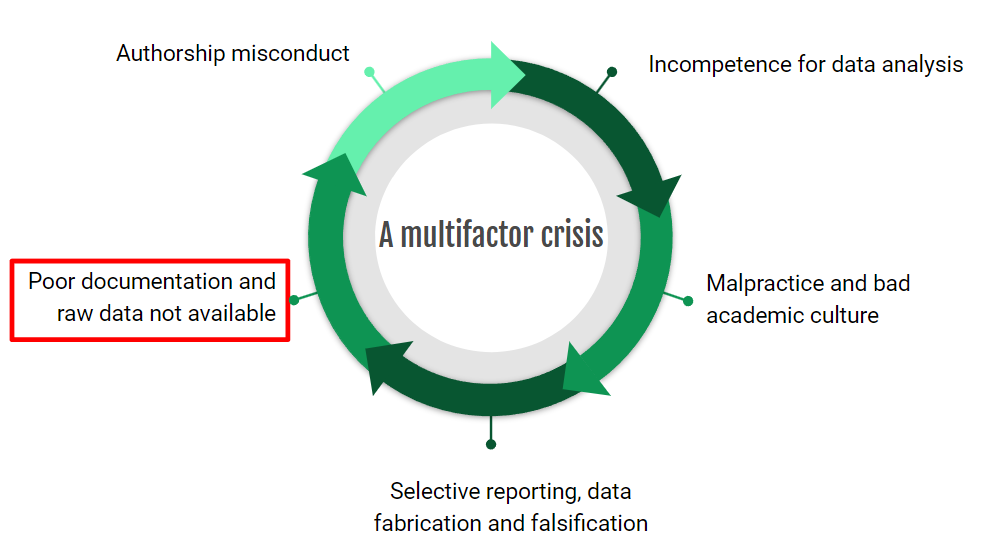 Authorship misconduct
Incompetence for data analysis
A multifactor crisis
Poor documentation and
raw data not available
Malpractice and bad
academic culture
Selective reporting, data
fabrication and falsification